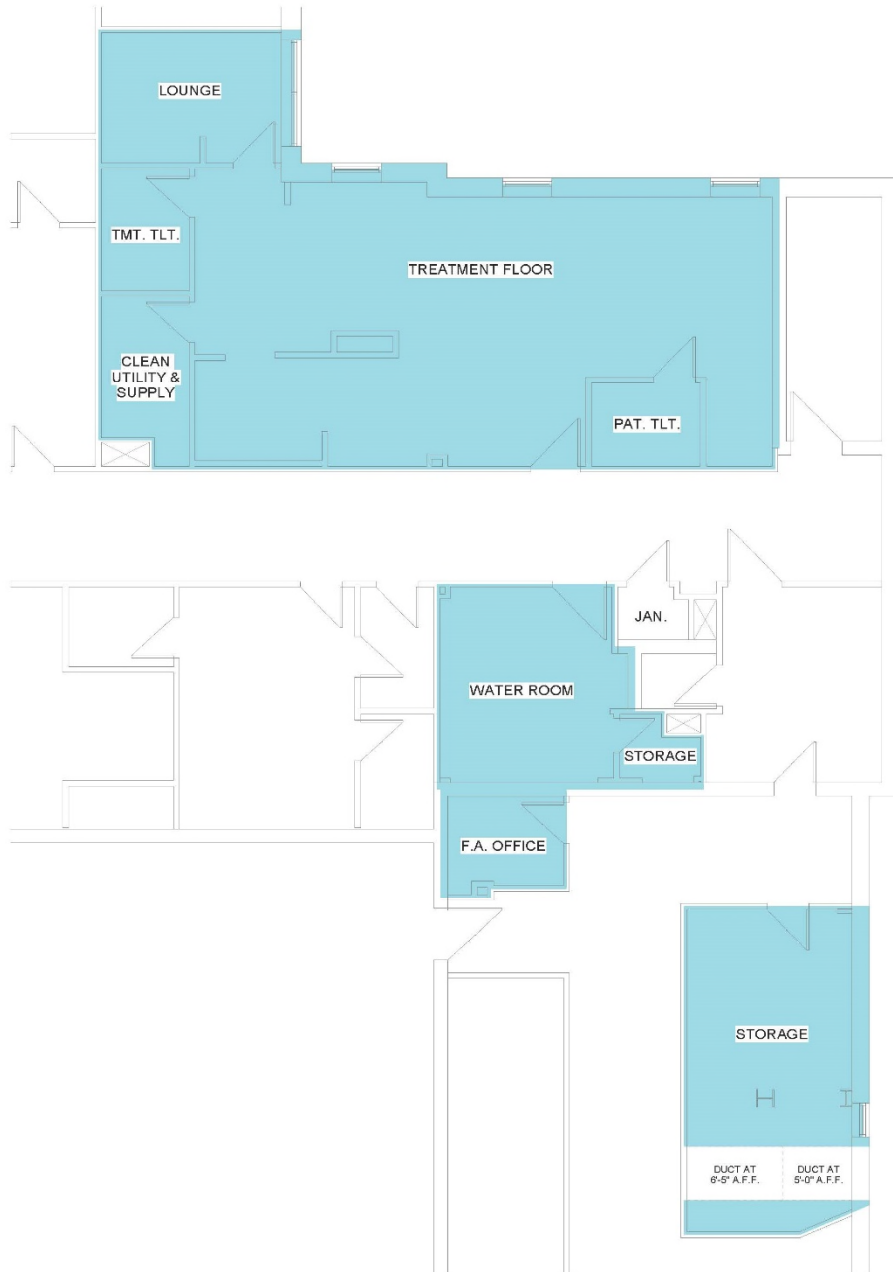 LOUNGE
TMT. TLT.
TREATMENT FLOOR
CLEAN
UTILITY &
SUPPLY
PAT. TLT.
JAN.
WATER ROOM
STORAGE
F.A. OFFICE
STORAGE
DUCT AT
6'-5" A.F.F.
DUCT AT
5'-0" A.F.F.